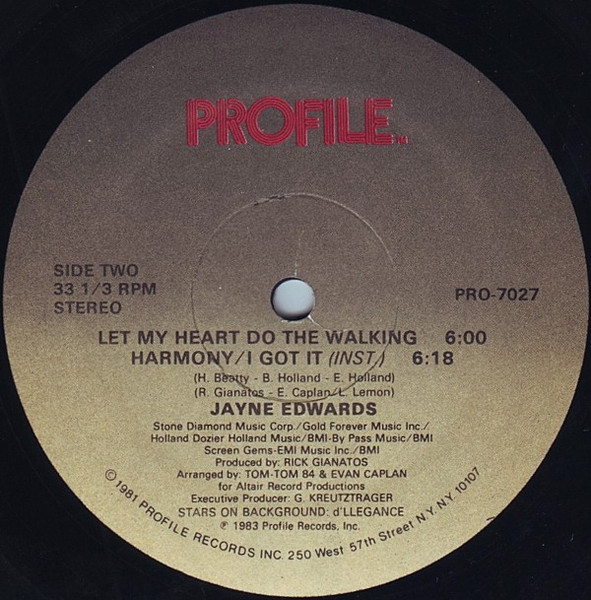 PROFILE™
SIDE TWO
33 1/3 RPM
STEREO
PRO-7027
LET MY HEART DO THE WALKING 6:00
HARMONY/I GOT IT (INST.) 6:18
(H. Beatty - B. Holland - E. Holland)
(R. Gianatos - E. Caplan/L. Lemon)
JAYNE EDWARDS
Stone Diamond Music Corp./Gold Forever Music Inc./
Holland Dozier Holland Music/BMI-By Pass Music/BMI
Screen Gems-EMI Music Inc./BMI
Produced by: RICK GIANATOS
Arranged by: TOM-TOM 84 & EVAN CAPLAN
for Altair Record Productions
Executive Producer: G. KREUTZTRAGER
STARS ON BACKGROUND: d'LLEGANCE
℗ 1983 Profile Records, Inc.
© 1981 PROFILE RECORDS INC. 250 West 57th Street N.Y. N.Y. 10107